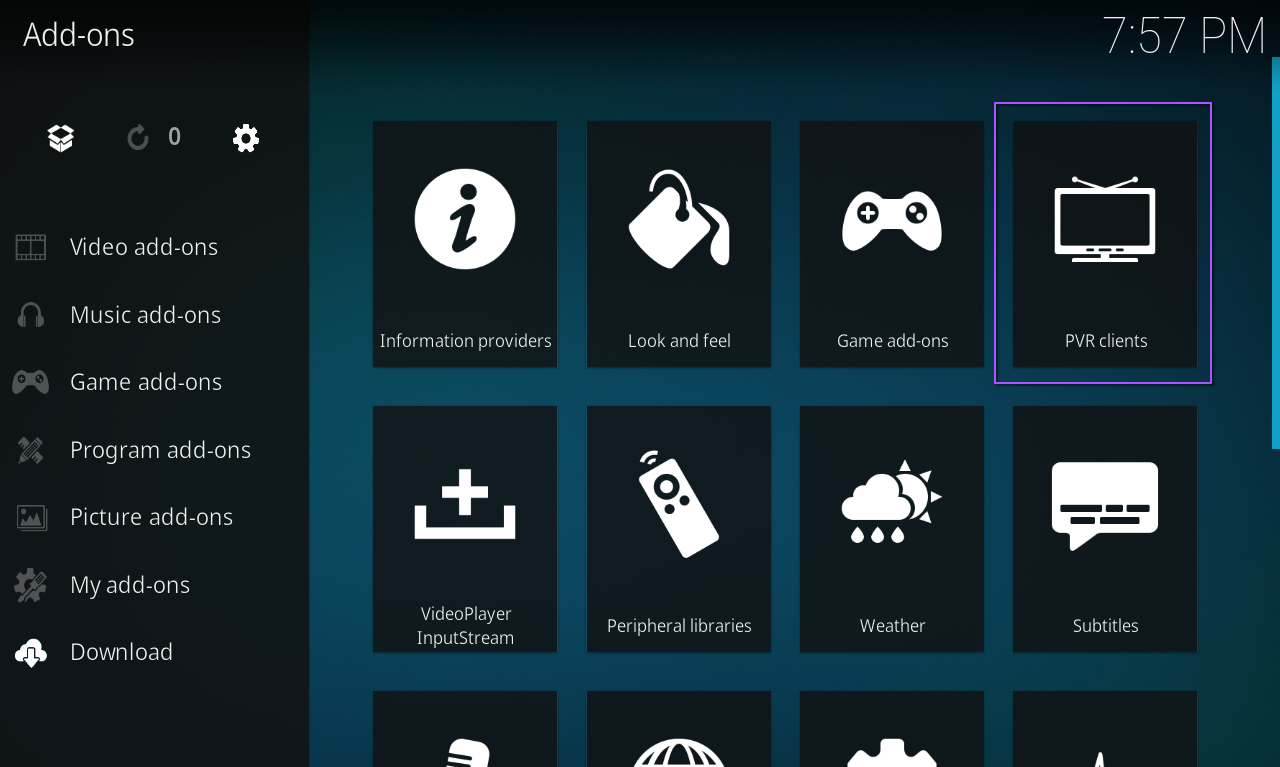 Add-ons
7:57 PM
0
Video add-ons
Music add-ons
Game add-ons
Program add-ons
Picture add-ons
My add-ons
Download
Information providers
Look and feel
Game add-ons
PVR clients
VideoPlayer
InputStream
Peripheral libraries
Weather
Subtitles